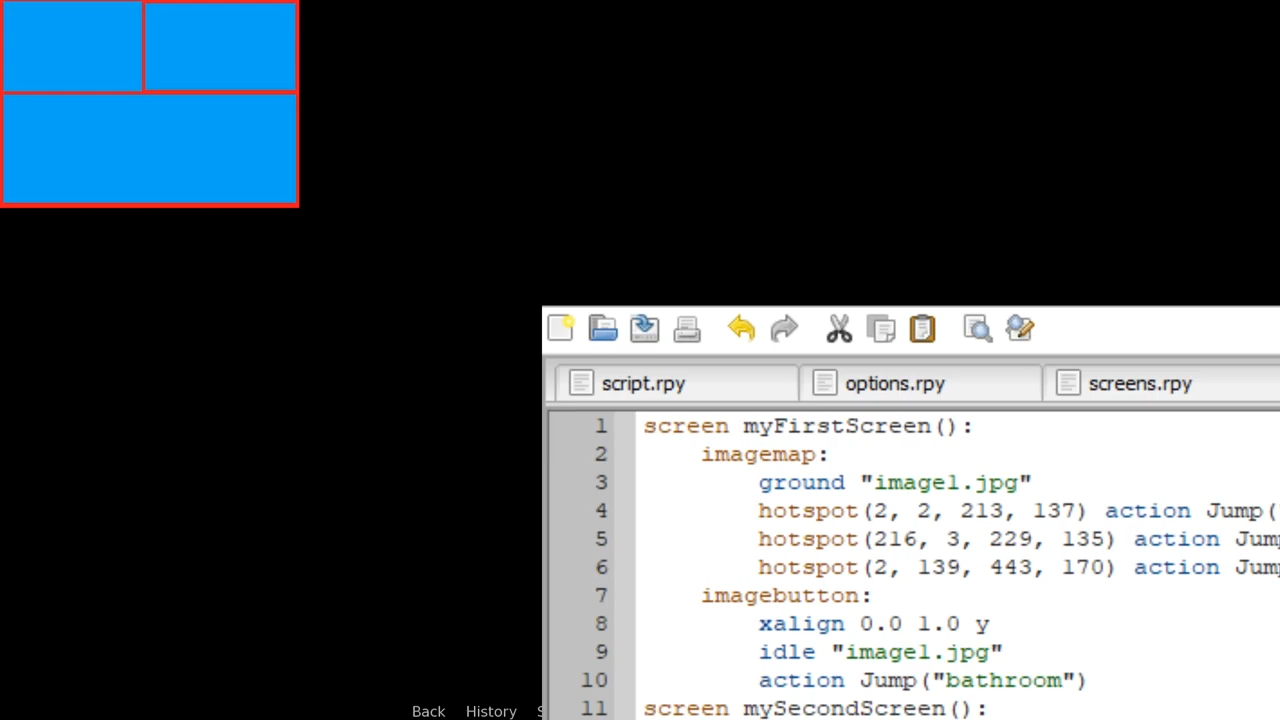 script.rpy options.rpy screens.rpy
1 screen myFirstScreen():
2 imagemap:
3 ground "image1.jpg"
4 hotspot(2, 2, 213, 137) action Jump(
5 hotspot(216, 3, 229, 135) action Jum
6 hotspot(2, 139, 443, 170) action Jum
7 imagebutton:
8 xalign 0.0 1.0 y
9 idle "image1.jpg"
10 action Jump("bathroom")
11 screen mySecondScreen():
Back History